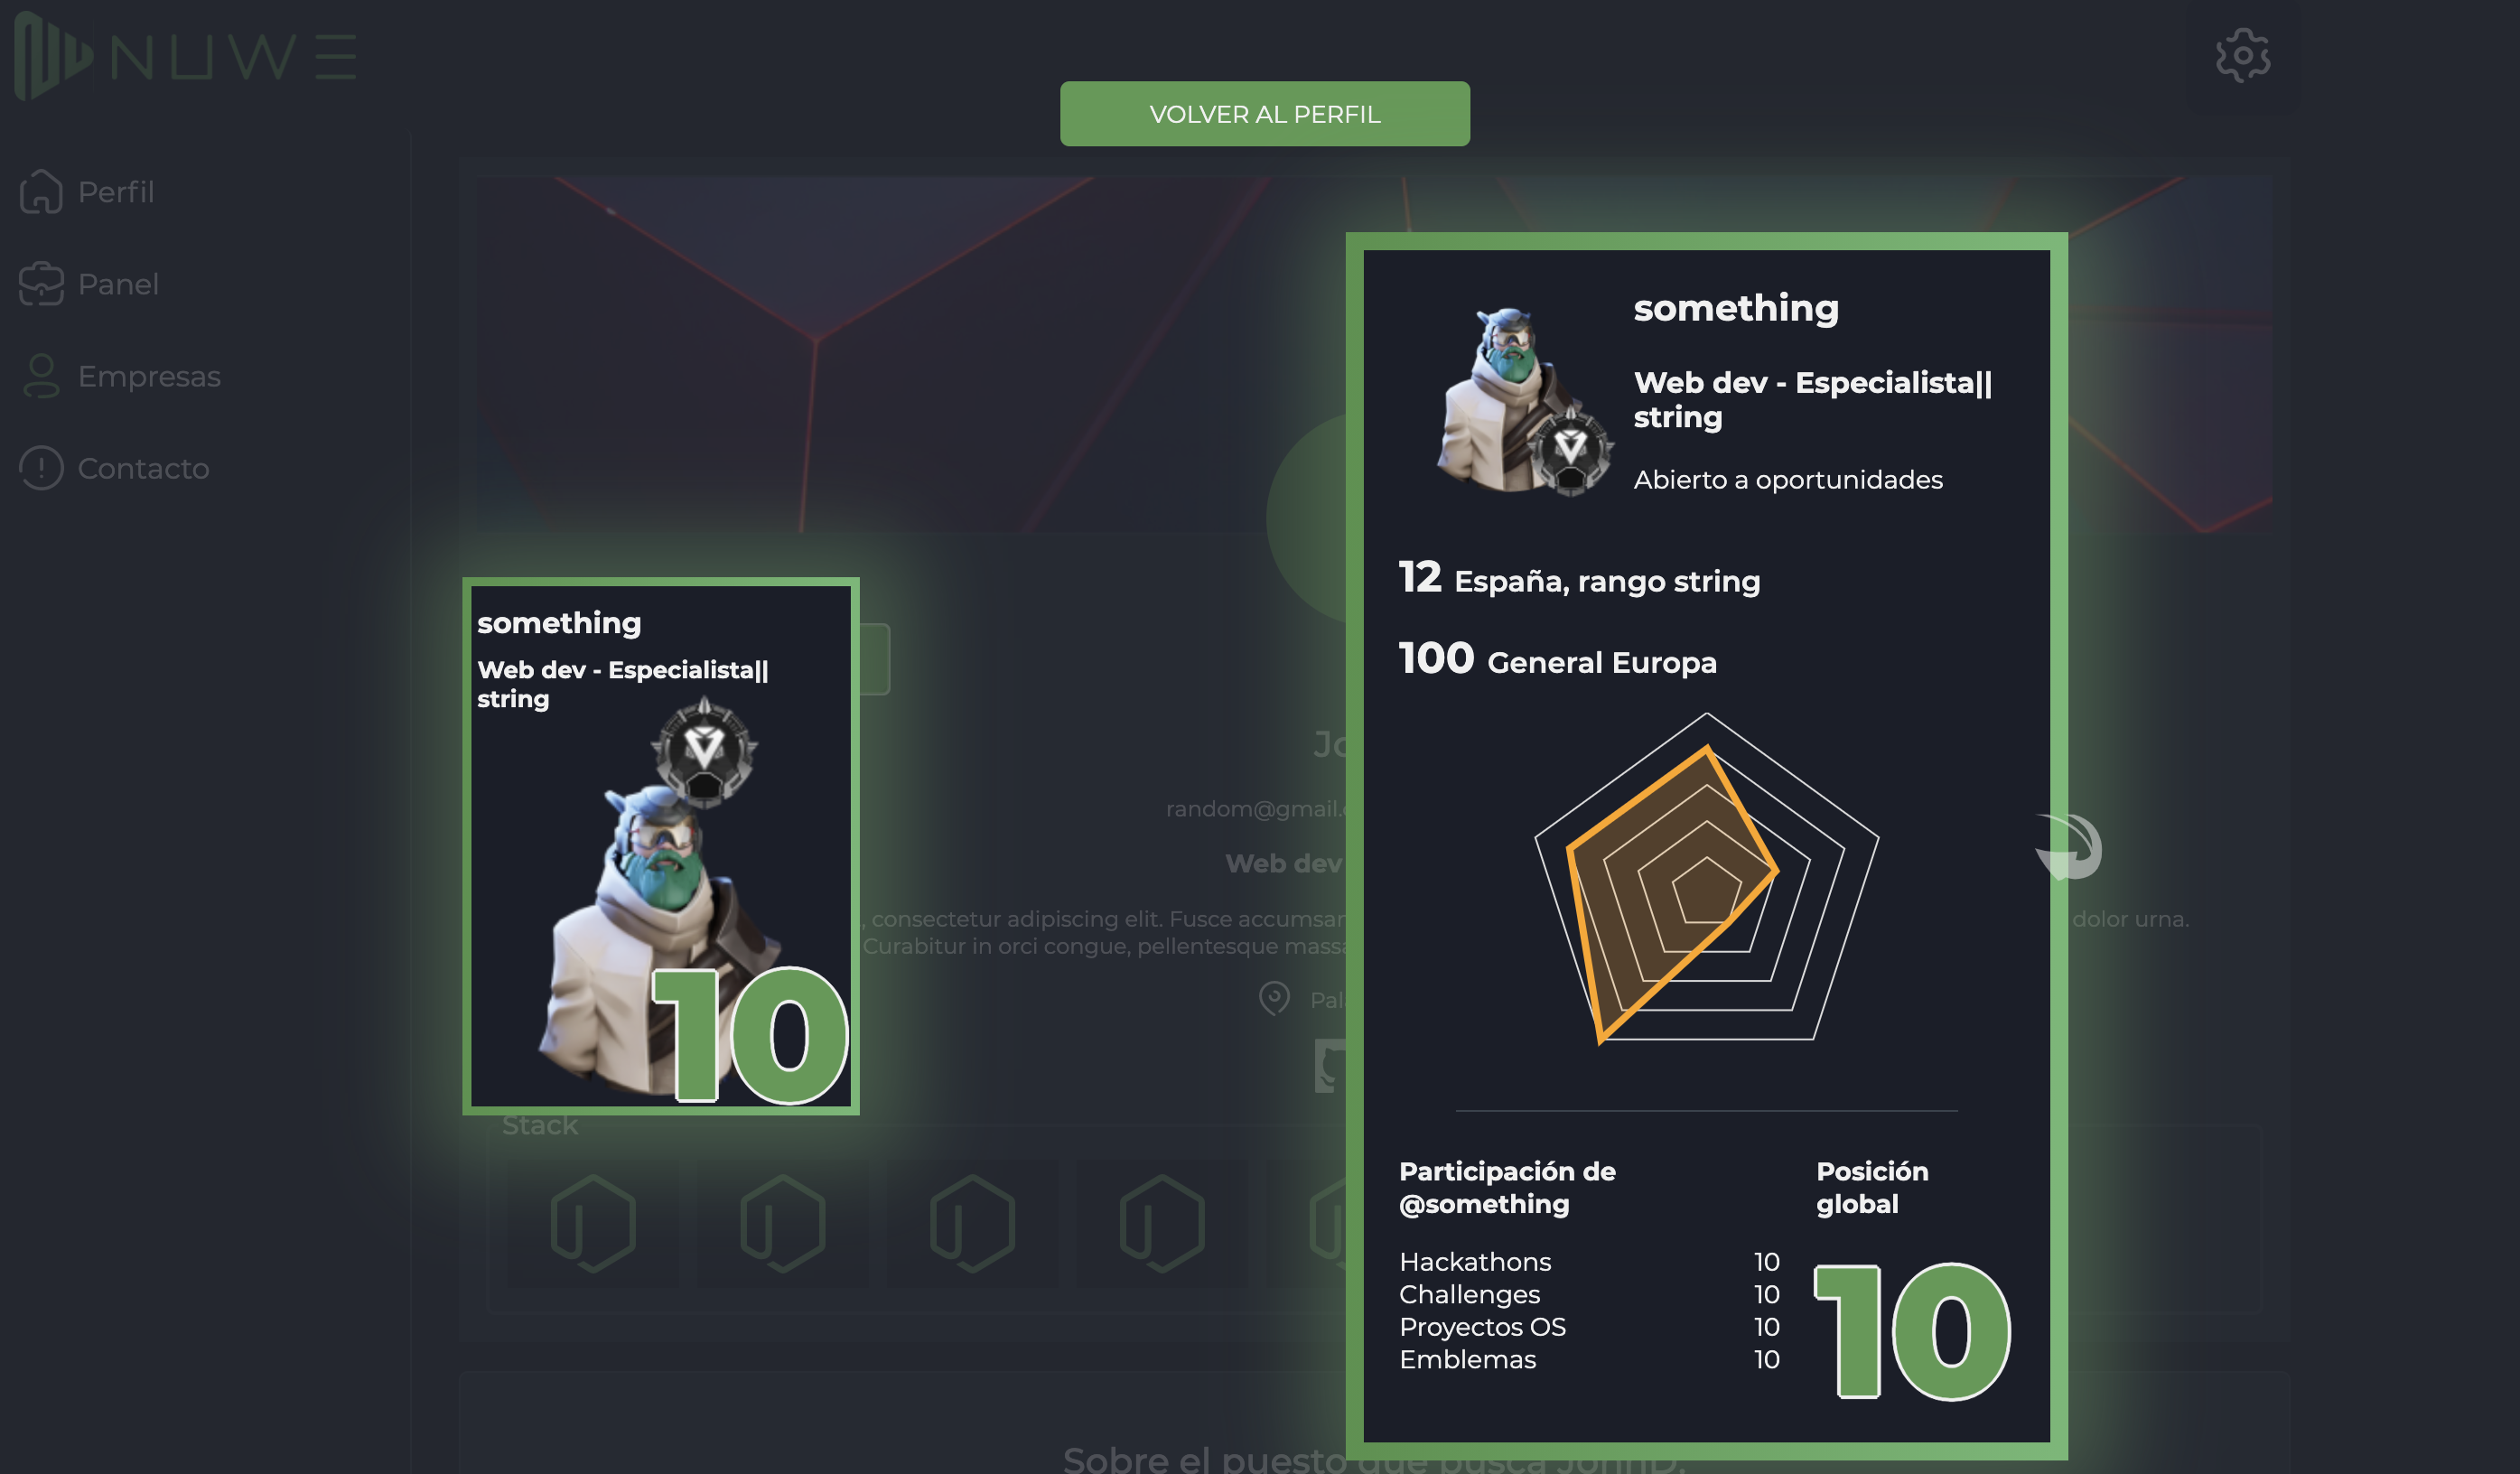 NUWE
VOLVER AL PERFIL
Perfil
Panel
Empresas
Contacto
something
Web dev - Especialista||
string
10
something
Web dev - Especialista||
string
Abierto a oportunidades
12 España, rango string
100 General Europa
Participación de
@something
Posición
global
Hackathons 10
Challenges 10
Proyectos OS 10
Emblemas 10
10
Jo
random@gmail.c
Web dev
, consectetur adipiscing elit. Fusce accumsan
dolor urna.
Curabitur in orci congue, pellentesque massa
Pal
Stack
Sobre el puesto que busca JohnD.